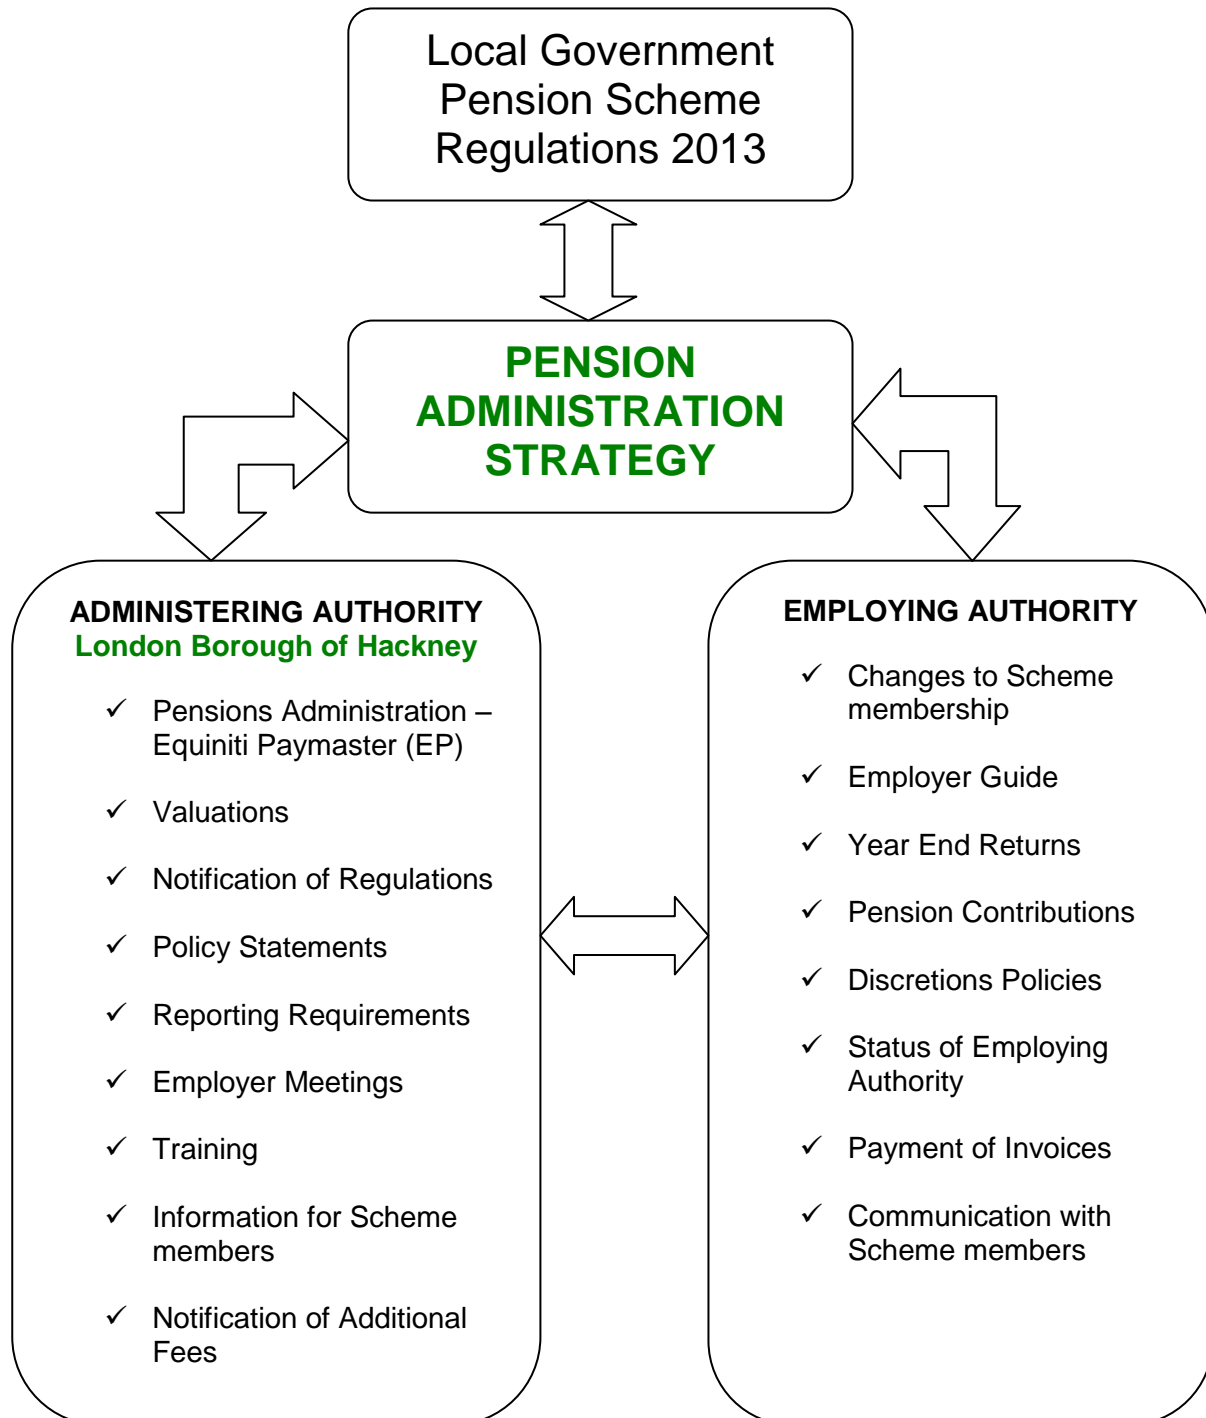 Local Government
Pension Scheme
Regulations 2013
PENSION
ADMINISTRATION
STRATEGY
ADMINISTERING AUTHORITY
London Borough of Hackney
✓ Pensions Administration –
Equiniti Paymaster (EP)
✓ Valuations
✓ Notification of Regulations
✓ Policy Statements
✓ Reporting Requirements
✓ Employer Meetings
✓ Training
✓ Information for Scheme
members
✓ Notification of Additional
Fees
EMPLOYING AUTHORITY
✓ Changes to Scheme
membership
✓ Employer Guide
✓ Year End Returns
✓ Pension Contributions
✓ Discretions Policies
✓ Status of Employing
Authority
✓ Payment of Invoices
✓ Communication with
Scheme members